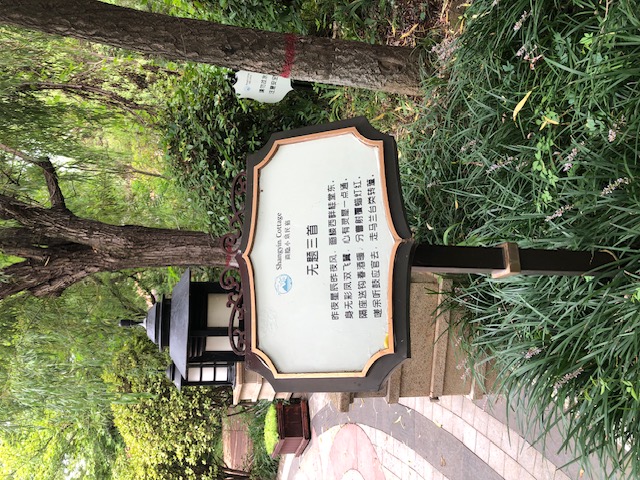 Shangyin Cottage
无题三首
昨夜星辰昨夜风，画楼西畔桂堂东。
身无彩凤双飞翼，心有灵犀一点通。
隔座送钩春酒暖，分曹射覆蜡灯红。
嗟余听鼓应官去，走马兰台类转蓬。